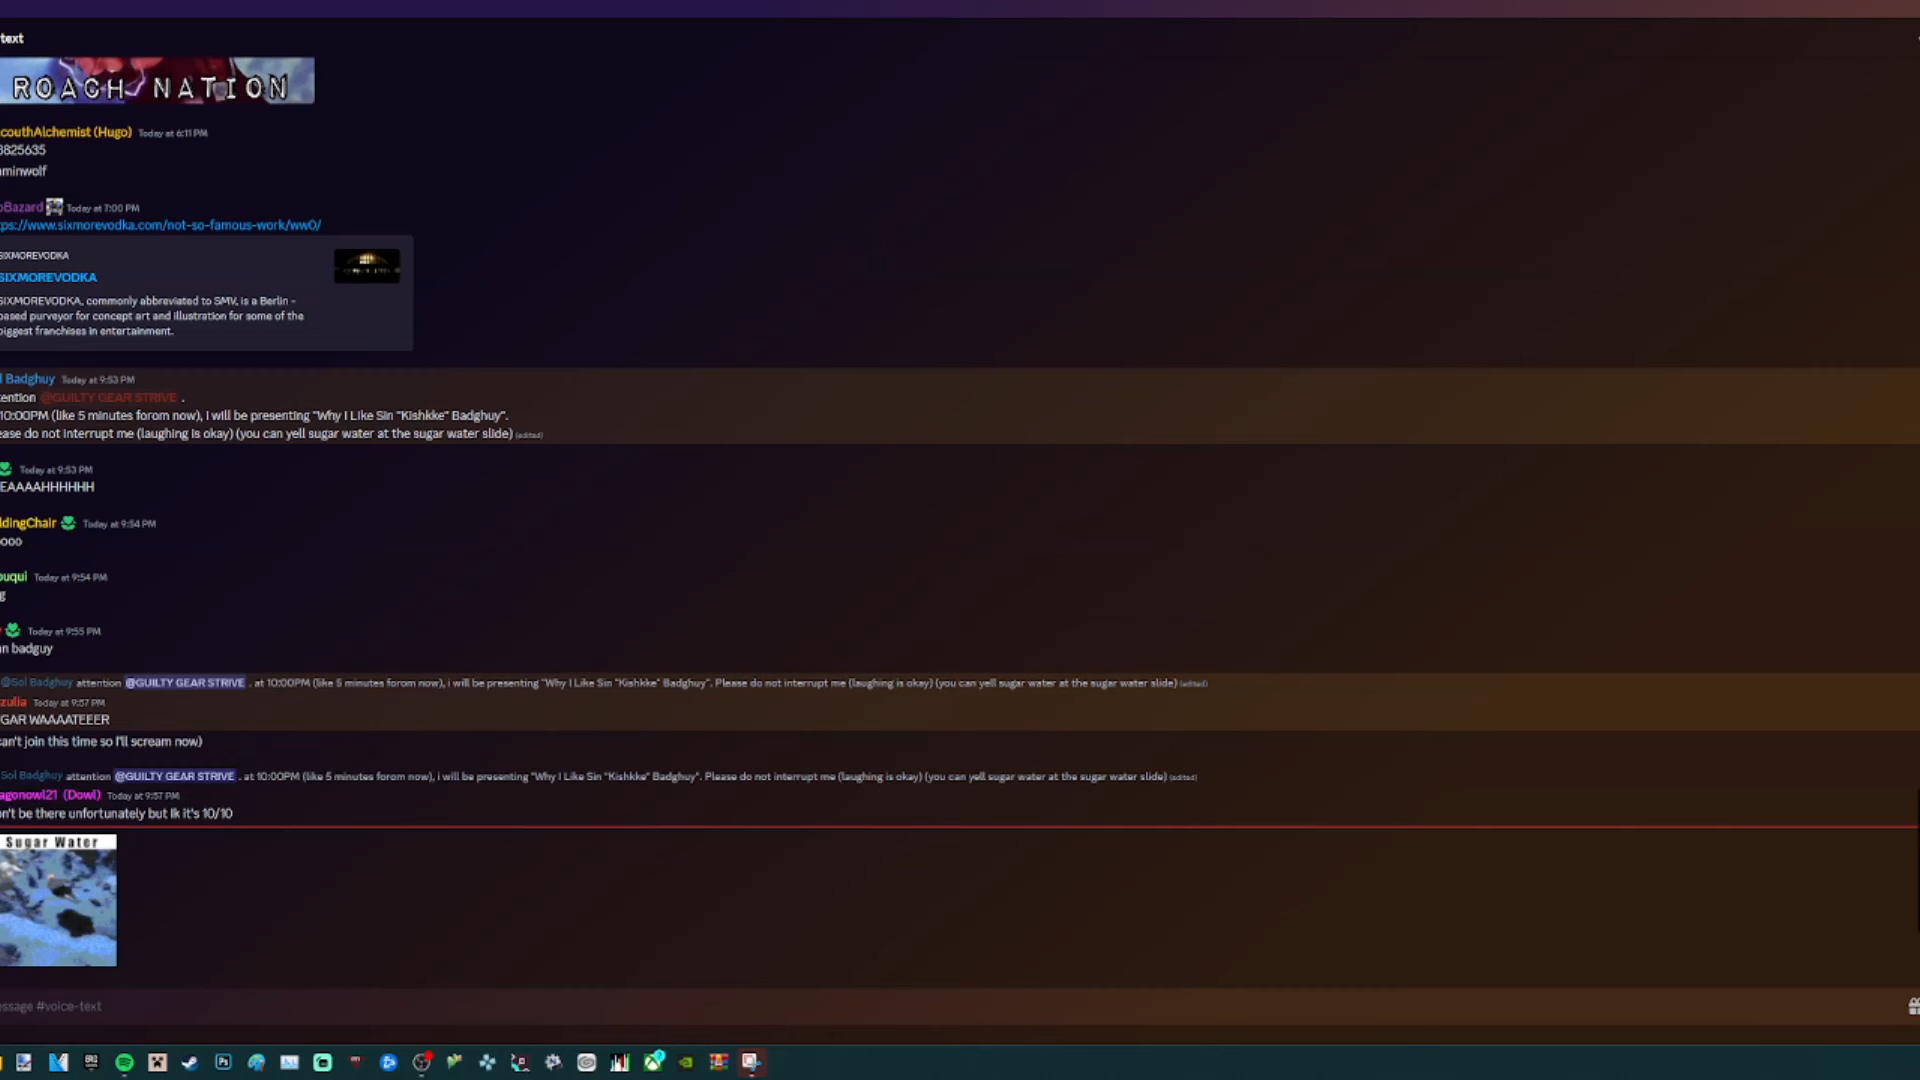 text
ROACH NATION
couthAlchemist (Hugo) Today at 6:11 PM
3825635
minwolf
oBazard Today at 7:00 PM
tps://www.sixmorevodka.com/not-so-famous-work/ww0/
SIXMOREVODKA
SIXMOREVODKA
SIXMOREVODKA, commonly abbreviated to SMV, is a Berlin -
based purveyor for concept art and illustration for some of the
biggest franchises in entertainment.
l Badghuy Today at 9:53 PM
tention @GUILTY GEAR STRIVE .
10:00PM (like 5 minutes forom now), i will be presenting "Why I Like Sin "Kishkke" Badghuy".
ease do not interrupt me (laughing is okay) (you can yell sugar water at the sugar water slide) (edited)
Today at 9:53 PM
EAAAAHHHHHH
ldingChair Today at 9:54 PM
ooo
ouqui Today at 9:54 PM
g
Today at 9:55 PM
n badguy
@Sol Badghuy attention @GUILTY GEAR STRIVE . at 10:00PM (like 5 minutes forom now), i will be presenting "Why I Like Sin "Kishkke" Badghuy". Please do not interrupt me (laughing is okay) (you can yell sugar water at the sugar water slide) (edited)
zulia Today at 9:57 PM
GAR WAAAATEEER
can't join this time so I'll scream now)
Sol Badghuy attention @GUILTY GEAR STRIVE . at 10:00PM (like 5 minutes forom now), i will be presenting "Why I Like Sin "Kishkke" Badghuy". Please do not interrupt me (laughing is okay) (you can yell sugar water at the sugar water slide) (edited)
agonowl21 (Dowl) Today at 9:57 PM
n't be there unfortunately but Ik it's 10/10
Sugar Water
essage #voice-text